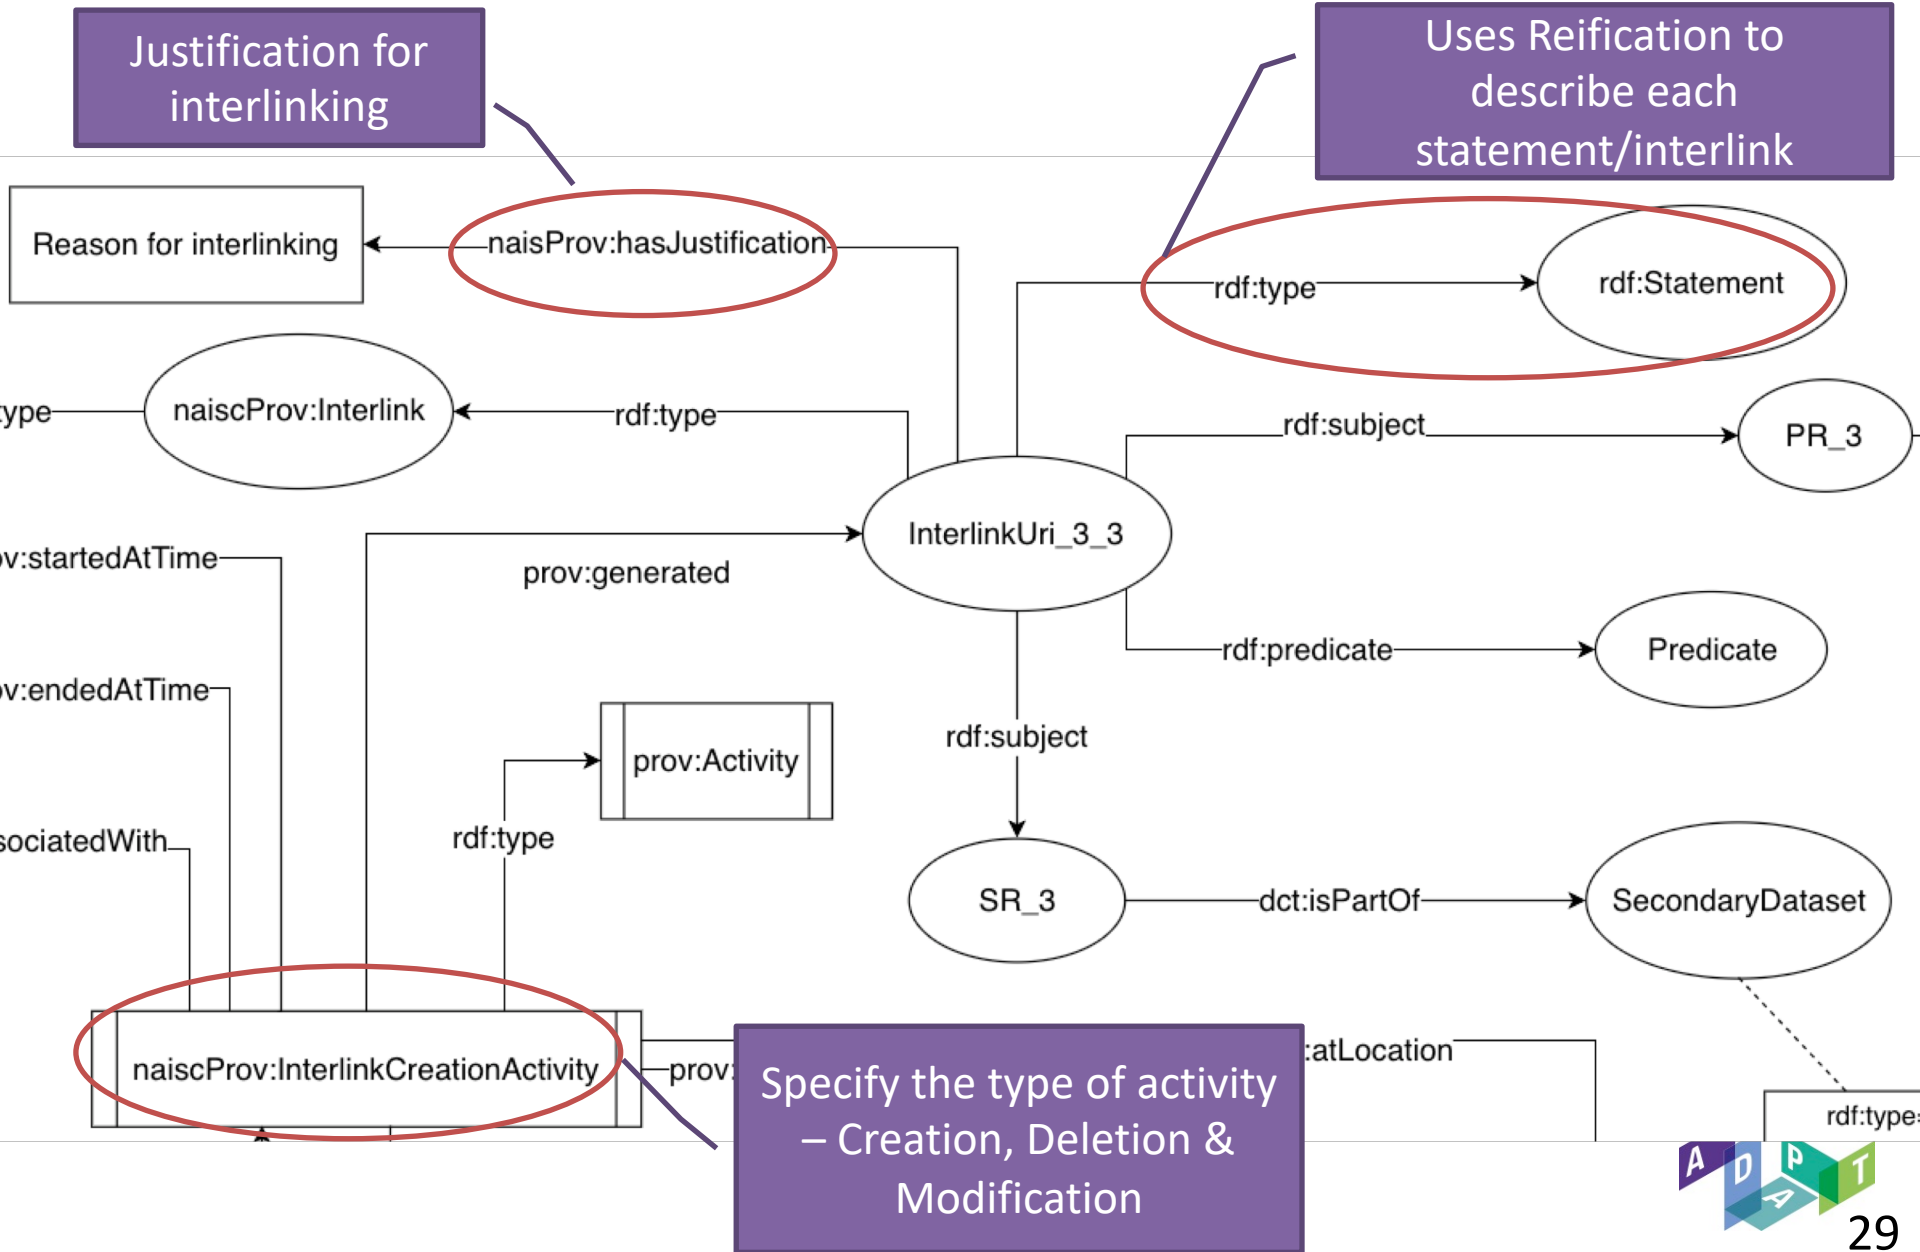 Justification for
interlinking
Uses Reification to
describe each
statement/interlink
Reason for interlinking
naisProv:hasJustification
rdf:type
rdf:Statement
ype
naiscProv:Interlink
rdf:type
rdf:subject
PR_3
InterlinkUri_3_3
v:startedAtTime
prov:generated
rdf:predicate
Predicate
v:endedAtTime
rdf:subject
prov:Activity
rdf:type
sociatedWith
SR_3
dct:isPartOf
SecondaryDataset
naiscProv:InterlinkCreationActivity
prov:
:atLocation
Specify the type of activity
– Creation, Deletion &
Modification
rdf:type
ADAPT
29